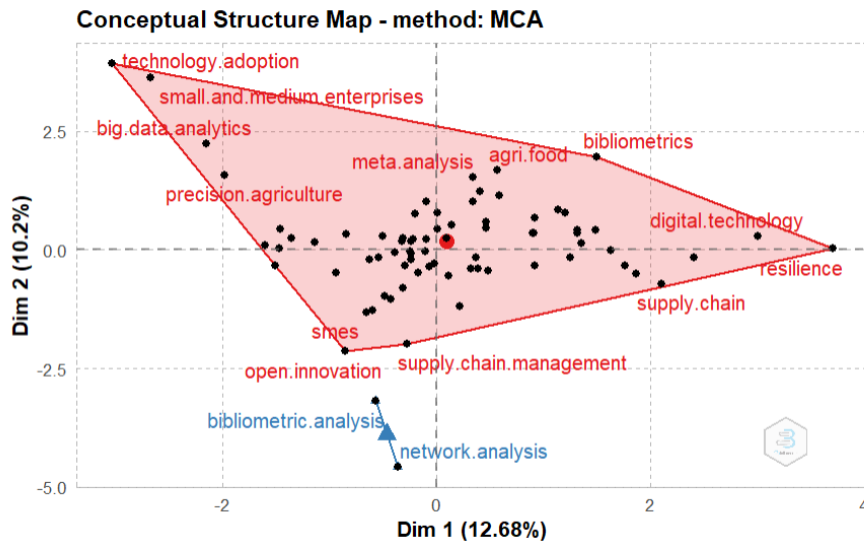 Conceptual Structure Map - method: MCA
technology.adoption
small.and.medium.enterprises
big.data.analytics
2.5
bibliometrics
agri.food
meta.analysis
precision.agriculture
digital.technology
0.0
resilience
supply.chain
smes
supply.chain.management
open.innovation
-2.5
bibliometric.analysis
network.analysis
-5.0
-2
0
2
4
Dim 1 (12.68%)
Dim 2 (10.2%)